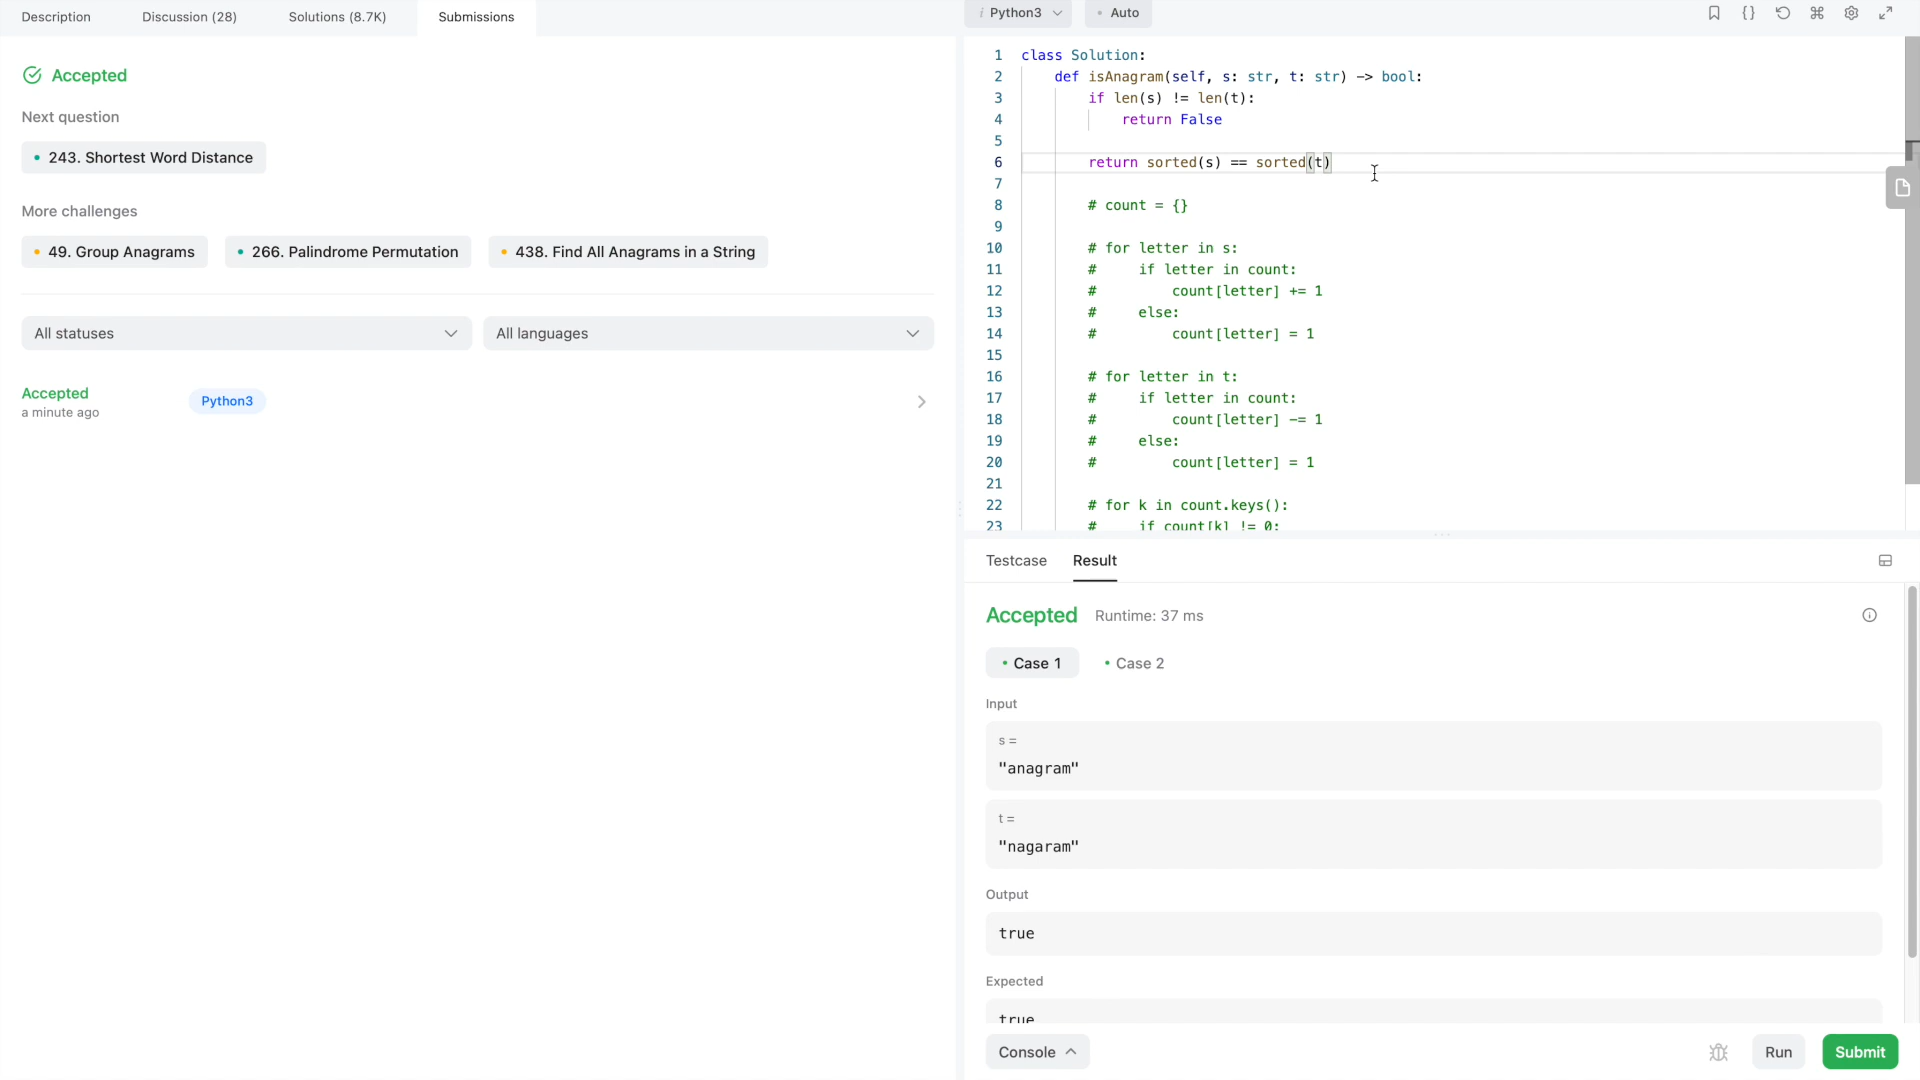 Description Discussion (28) Solutions (8.7K) Submissions
Accepted
Next question
243. Shortest Word Distance
More challenges
49. Group Anagrams 266. Palindrome Permutation 438. Find All Anagrams in a String
All statuses All languages
Accepted
a minute ago
Python3
i Python3 Auto
1 class Solution:
2 def isAnagram(self, s: str, t: str) -> bool:
3 if len(s) != len(t):
4 return False
5
6 return sorted(s) == sorted(t)
7
8 # count = {}
9
10 # for letter in s:
11 # if letter in count:
12 # count[letter] += 1
13 # else:
14 # count[letter] = 1
15
16 # for letter in t:
17 # if letter in count:
18 # count[letter] -= 1
19 # else:
20 # count[letter] = 1
21
22 # for k in count.keys():
23 # if count[k] != 0:
Testcase Result
Accepted Runtime: 37 ms
Case 1 Case 2
Input
s =
"anagram"
t =
"nagaram"
Output
true
Expected
true
Console Run Submit